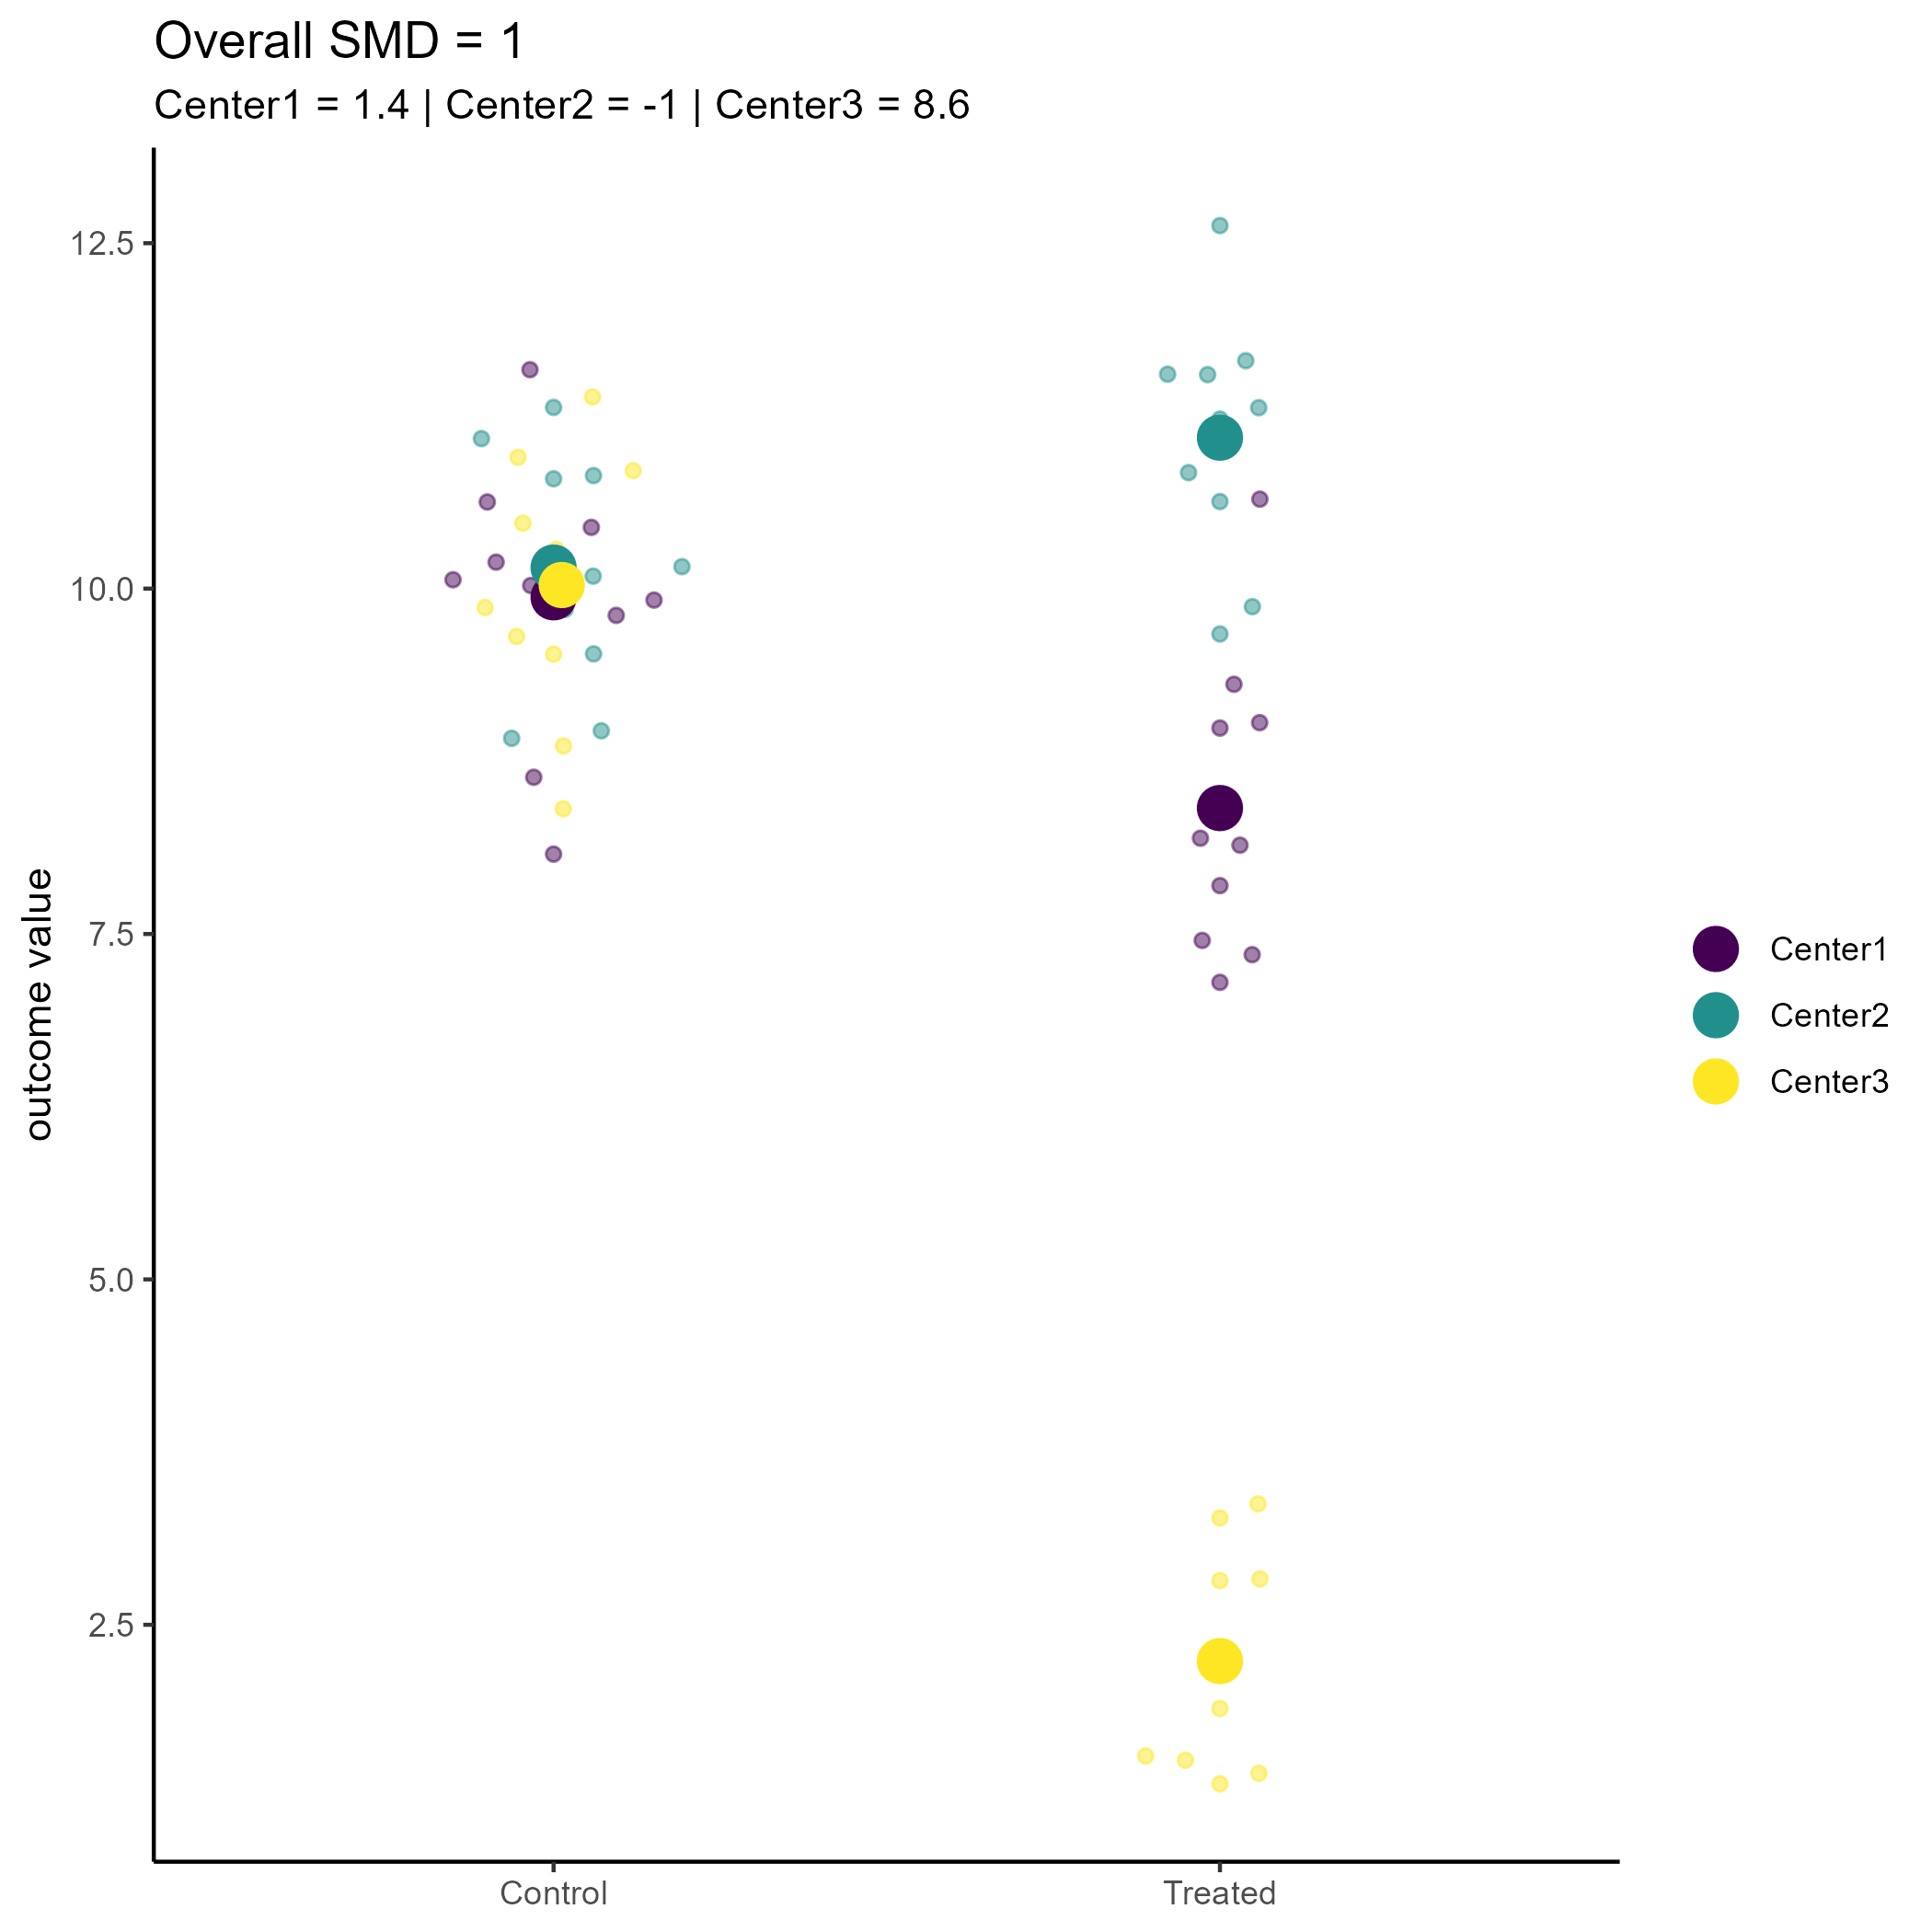 Overall SMD = 1
Center1 = 1.4 | Center2 = -1 | Center3 = 8.6
12.5
10.0
7.5
5.0
2.5
outcome value
Control
Treated
Center1
Center2
Center3